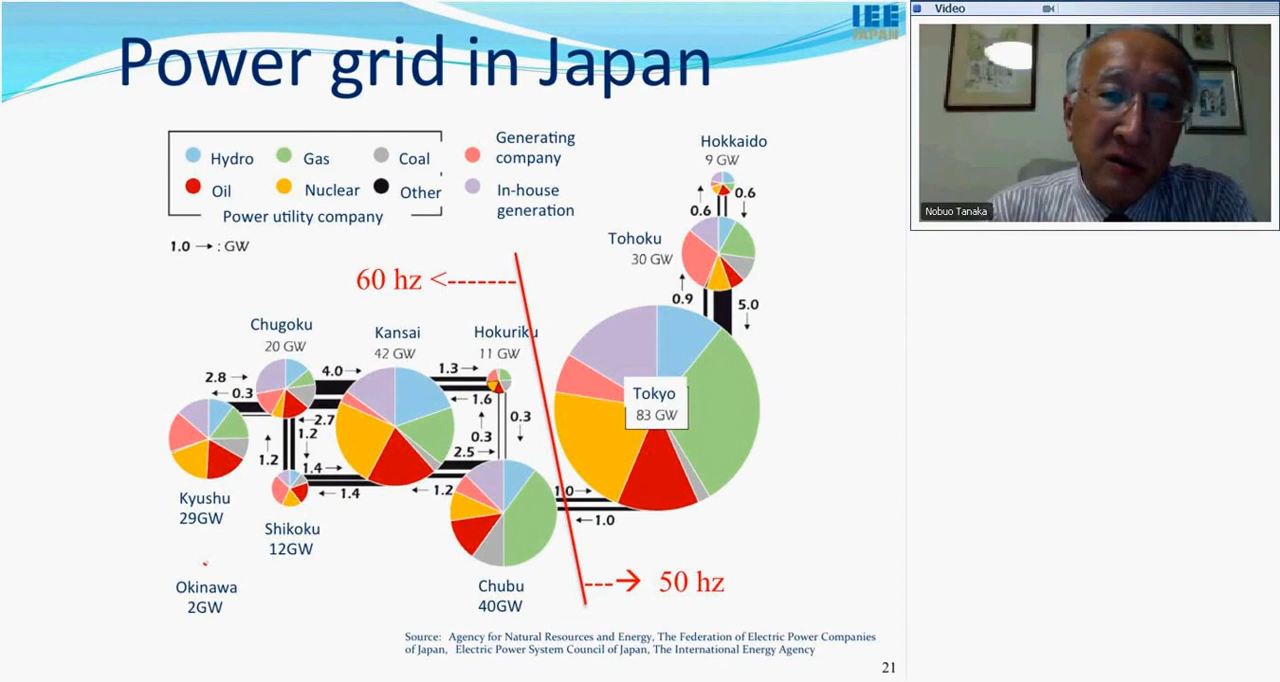 IEE
JAPAN
Power grid in Japan
Hydro
Gas
Coal
Generating
company
Oil
Nuclear
Other
In-house
generation
Power utility company
1.0 → : GW
Hokkaido
9 GW
0.6
0.6
Tohoku
30 GW
0.9
5.0
60 hz <-------
Chugoku
20 GW
Kansai
42 GW
Hokuriku
11 GW
2.8 →
← 0.3
4.0 →
1.3 →
← 1.6
← 2.7
1.2
1.2
0.3
0.3
2.5 →
1.4 →
← 1.4
← 1.2
Tokyo
83 GW
1.0 →
← 1.0
Kyushu
29GW
Shikoku
12GW
Okinawa
2GW
Chubu
40GW
---→ 50 hz
Source: Agency for Natural Resources and Energy, The Federation of Electric Power Companies
of Japan, Electric Power System Council of Japan, The International Energy Agency
21
Video
Nobuo Tanaka